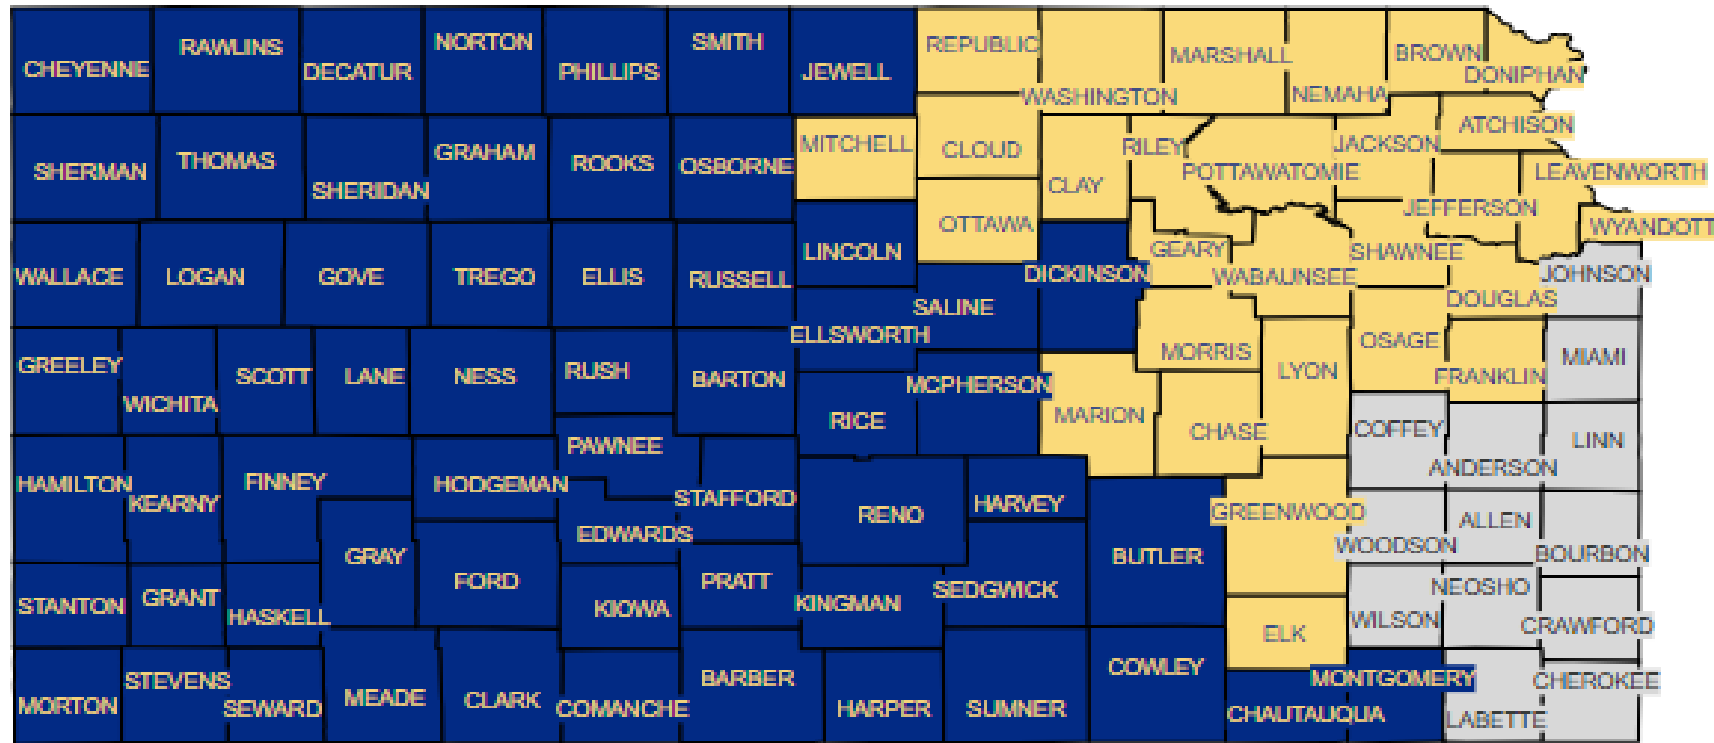 CHEYENNE
RAWLINS
DECATUR
NORTON
PHILLIPS
SMITH
JEWELL
REPUBLIC
WASHINGTON
MARSHALL
NEMAHA
BROWN
DONIPHAN
SHERMAN
THOMAS
SHERIDAN
GRAHAM
ROOKS
OSBORNE
MITCHELL
CLOUD
CLAY
RILEY
POTTAWATOMIE
JACKSON
ATCHISON
LEAVENWORTH
JEFFERSON
WYANDOTT
OTTAWA
LINCOLN
WALLACE
LOGAN
GOVE
TREGO
ELLIS
RUSSELL
ELLSWORTH
SALINE
DICKINSON
GEARY
WABAUNSEE
SHAWNEE
DOUGLAS
JOHNSON
GREELEY
WICHITA
SCOTT
LANE
NESS
RUSH
BARTON
RICE
MCPHERSON
MARION
MORRIS
CHASE
LYON
OSAGE
FRANKLIN
MIAMI
PAWNEE
COFFEY
ANDERSON
LINN
HAMILTON
KEARNY
FINNEY
HODGEMAN
STAFFORD
EDWARDS
RENO
HARVEY
GREENWOOD
WOODSON
ALLEN
BOURBON
GRAY
FORD
KIOWA
PRATT
KINGMAN
SEDGWICK
BUTLER
STANTON
GRANT
HASKELL
ELK
WILSON
NEOSHO
CRAWFORD
MORTON
STEVENS
SEWARD
MEADE
CLARK
COMANCHE
BARBER
HARPER
SUMNER
COWLEY
CHAUTAUQUA
MONTGOMERY
LABETTE
CHEROKEE